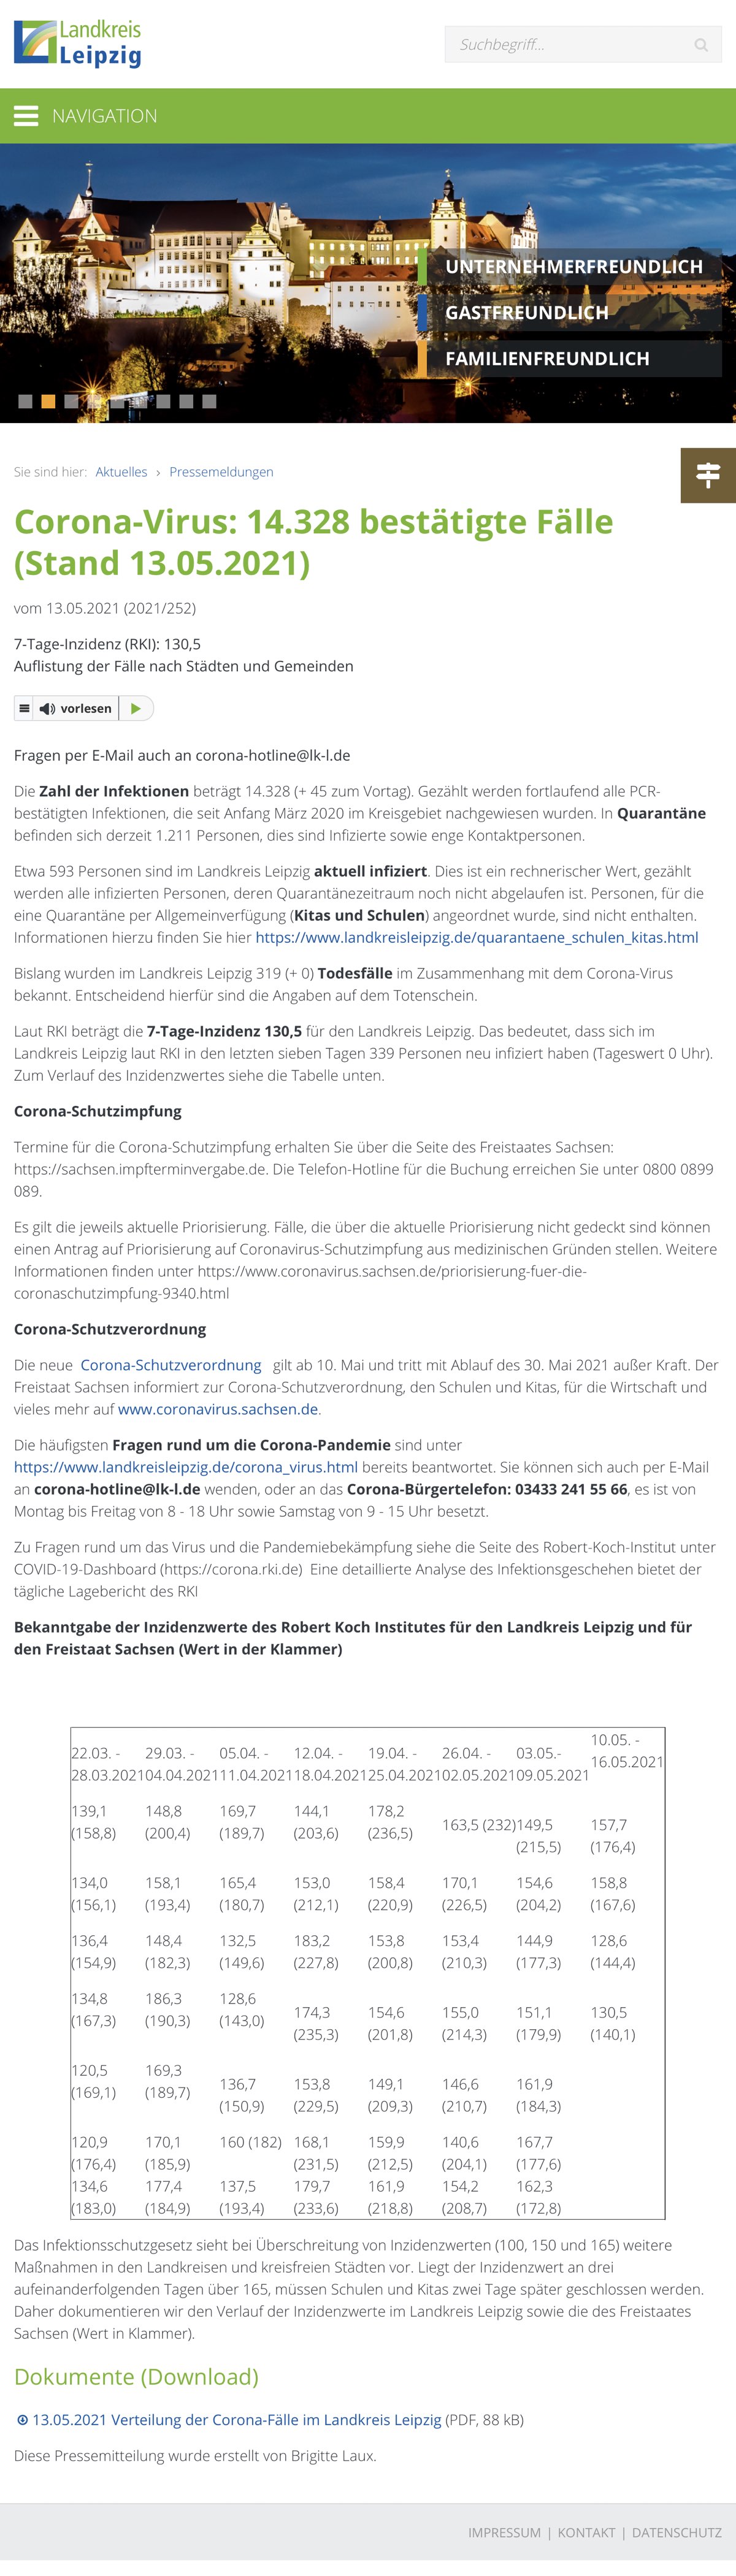 Landkreis
Leipzig
Suchbegriff...
NAVIGATION
UNTERNEHMERFREUNDLICH
GASTFREUNDLICH
FAMILIENFREUNDLICH
Sie sind hier: Aktuelles › Pressemeldungen
Corona-Virus: 14.328 bestätigte Fälle
(Stand 13.05.2021)
vom 13.05.2021 (2021/252)
7-Tage-Inzidenz (RKI): 130,5
Auflistung der Fälle nach Städten und Gemeinden
vorlesen
Fragen per E-Mail auch an corona-hotline@lk-l.de
Die Zahl der Infektionen beträgt 14.328 (+ 45 zum Vortag). Gezählt werden fortlaufend alle PCR-
bestätigten Infektionen, die seit Anfang März 2020 im Kreisgebiet nachgewiesen wurden. In Quarantäne
befinden sich derzeit 1.211 Personen, dies sind Infizierte sowie enge Kontaktpersonen.
Etwa 593 Personen sind im Landkreis Leipzig aktuell infiziert. Dies ist ein rechnerischer Wert, gezählt
werden alle infizierten Personen, deren Quarantänezeitraum noch nicht abgelaufen ist. Personen, für die
eine Quarantäne per Allgemeinverfügung (Kitas und Schulen) angeordnet wurde, sind nicht enthalten.
Informationen hierzu finden Sie hier https://www.landkreisleipzig.de/quarantaene_schulen_kitas.html
Bislang wurden im Landkreis Leipzig 319 (+ 0) Todesfälle im Zusammenhang mit dem Corona-Virus
bekannt. Entscheidend hierfür sind die Angaben auf dem Totenschein.
Laut RKI beträgt die 7-Tage-Inzidenz 130,5 für den Landkreis Leipzig. Das bedeutet, dass sich im
Landkreis Leipzig laut RKI in den letzten sieben Tagen 339 Personen neu infiziert haben (Tageswert 0 Uhr).
Zum Verlauf des Inzidenzwertes siehe die Tabelle unten.
Corona-Schutzimpfung
Termine für die Corona-Schutzimpfung erhalten Sie über die Seite des Freistaates Sachsen:
https://sachsen.impfterminvergabe.de. Die Telefon-Hotline für die Buchung erreichen Sie unter 0800 0899
089.
Es gilt die jeweils aktuelle Priorisierung. Fälle, die über die aktuelle Priorisierung nicht gedeckt sind können
einen Antrag auf Priorisierung auf Coronavirus-Schutzimpfung aus medizinischen Gründen stellen. Weitere
Informationen finden unter https://www.coronavirus.sachsen.de/priorisierung-fuer-die-
coronaschutzimpfung-9340.html
Corona-Schutzverordnung
Die neue Corona-Schutzverordnung gilt ab 10. Mai und tritt mit Ablauf des 30. Mai 2021 außer Kraft. Der
Freistaat Sachsen informiert zur Corona-Schutzverordnung, den Schulen und Kitas, für die Wirtschaft und
vieles mehr auf www.coronavirus.sachsen.de.
Die häufigsten Fragen rund um die Corona-Pandemie sind unter
https://www.landkreisleipzig.de/corona_virus.html bereits beantwortet. Sie können sich auch per E-Mail
an corona-hotline@lk-l.de wenden, oder an das Corona-Bürgertelefon: 03433 241 55 66, es ist von
Montag bis Freitag von 8 - 18 Uhr sowie Samstag von 9 - 15 Uhr besetzt.
Zu Fragen rund um das Virus und die Pandemiebekämpfung siehe die Seite des Robert-Koch-Institut unter
COVID-19-Dashboard (https://corona.rki.de) Eine detaillierte Analyse des Infektionsgeschehen bietet der
tägliche Lagebericht des RKI
Bekanntgabe der Inzidenzwerte des Robert Koch Institutes für den Landkreis Leipzig und für
den Freistaat Sachsen (Wert in der Klammer)
22.03. - 28.03.2021 29.03. - 04.04.2021 05.04. - 11.04.2021 12.04. - 18.04.2021 19.04. - 25.04.2021 26.04. - 02.05.2021 03.05.- 09.05.2021 10.05. - 16.05.2021
139,1 (158,8) 148,8 (200,4) 169,7 (189,7) 144,1 (203,6) 178,2 (236,5) 163,5 (232) 149,5 (215,5) 157,7 (176,4)
134,0 (156,1) 158,1 (193,4) 165,4 (180,7) 153,0 (212,1) 158,4 (220,9) 170,1 (226,5) 154,6 (204,2) 158,8 (167,6)
136,4 (154,9) 148,4 (182,3) 132,5 (149,6) 183,2 (227,8) 153,8 (200,8) 153,4 (210,3) 144,9 (177,3) 128,6 (144,4)
134,8 (167,3) 186,3 (190,3) 128,6 (143,0) 174,3 (235,3) 154,6 (201,8) 155,0 (214,3) 151,1 (179,9) 130,5 (140,1)
120,5 (169,1) 169,3 (189,7) 136,7 (150,9) 153,8 (229,5) 149,1 (209,3) 146,6 (210,7) 161,9 (184,3)
120,9 (176,4) 170,1 (185,9) 160 (182) 168,1 (231,5) 159,9 (212,5) 140,6 (204,1) 167,7 (177,6)
134,6 (183,0) 177,4 (184,9) 137,5 (193,4) 179,7 (233,6) 161,9 (218,8) 154,2 (208,7) 162,3 (172,8)
Das Infektionsschutzgesetz sieht bei Überschreitung von Inzidenzwerten (100, 150 und 165) weitere
Maßnahmen in den Landkreisen und kreisfreien Städten vor. Liegt der Inzidenzwert an drei
aufeinanderfolgenden Tagen über 165, müssen Schulen und Kitas zwei Tage später geschlossen werden.
Daher dokumentieren wir den Verlauf der Inzidenzwerte im Landkreis Leipzig sowie die des Freistaates
Sachsen (Wert in Klammer).
Dokumente (Download)
13.05.2021 Verteilung der Corona-Fälle im Landkreis Leipzig (PDF, 88 kB)
Diese Pressemitteilung wurde erstellt von Brigitte Laux.
IMPRESSUM | KONTAKT | DATENSCHUTZ